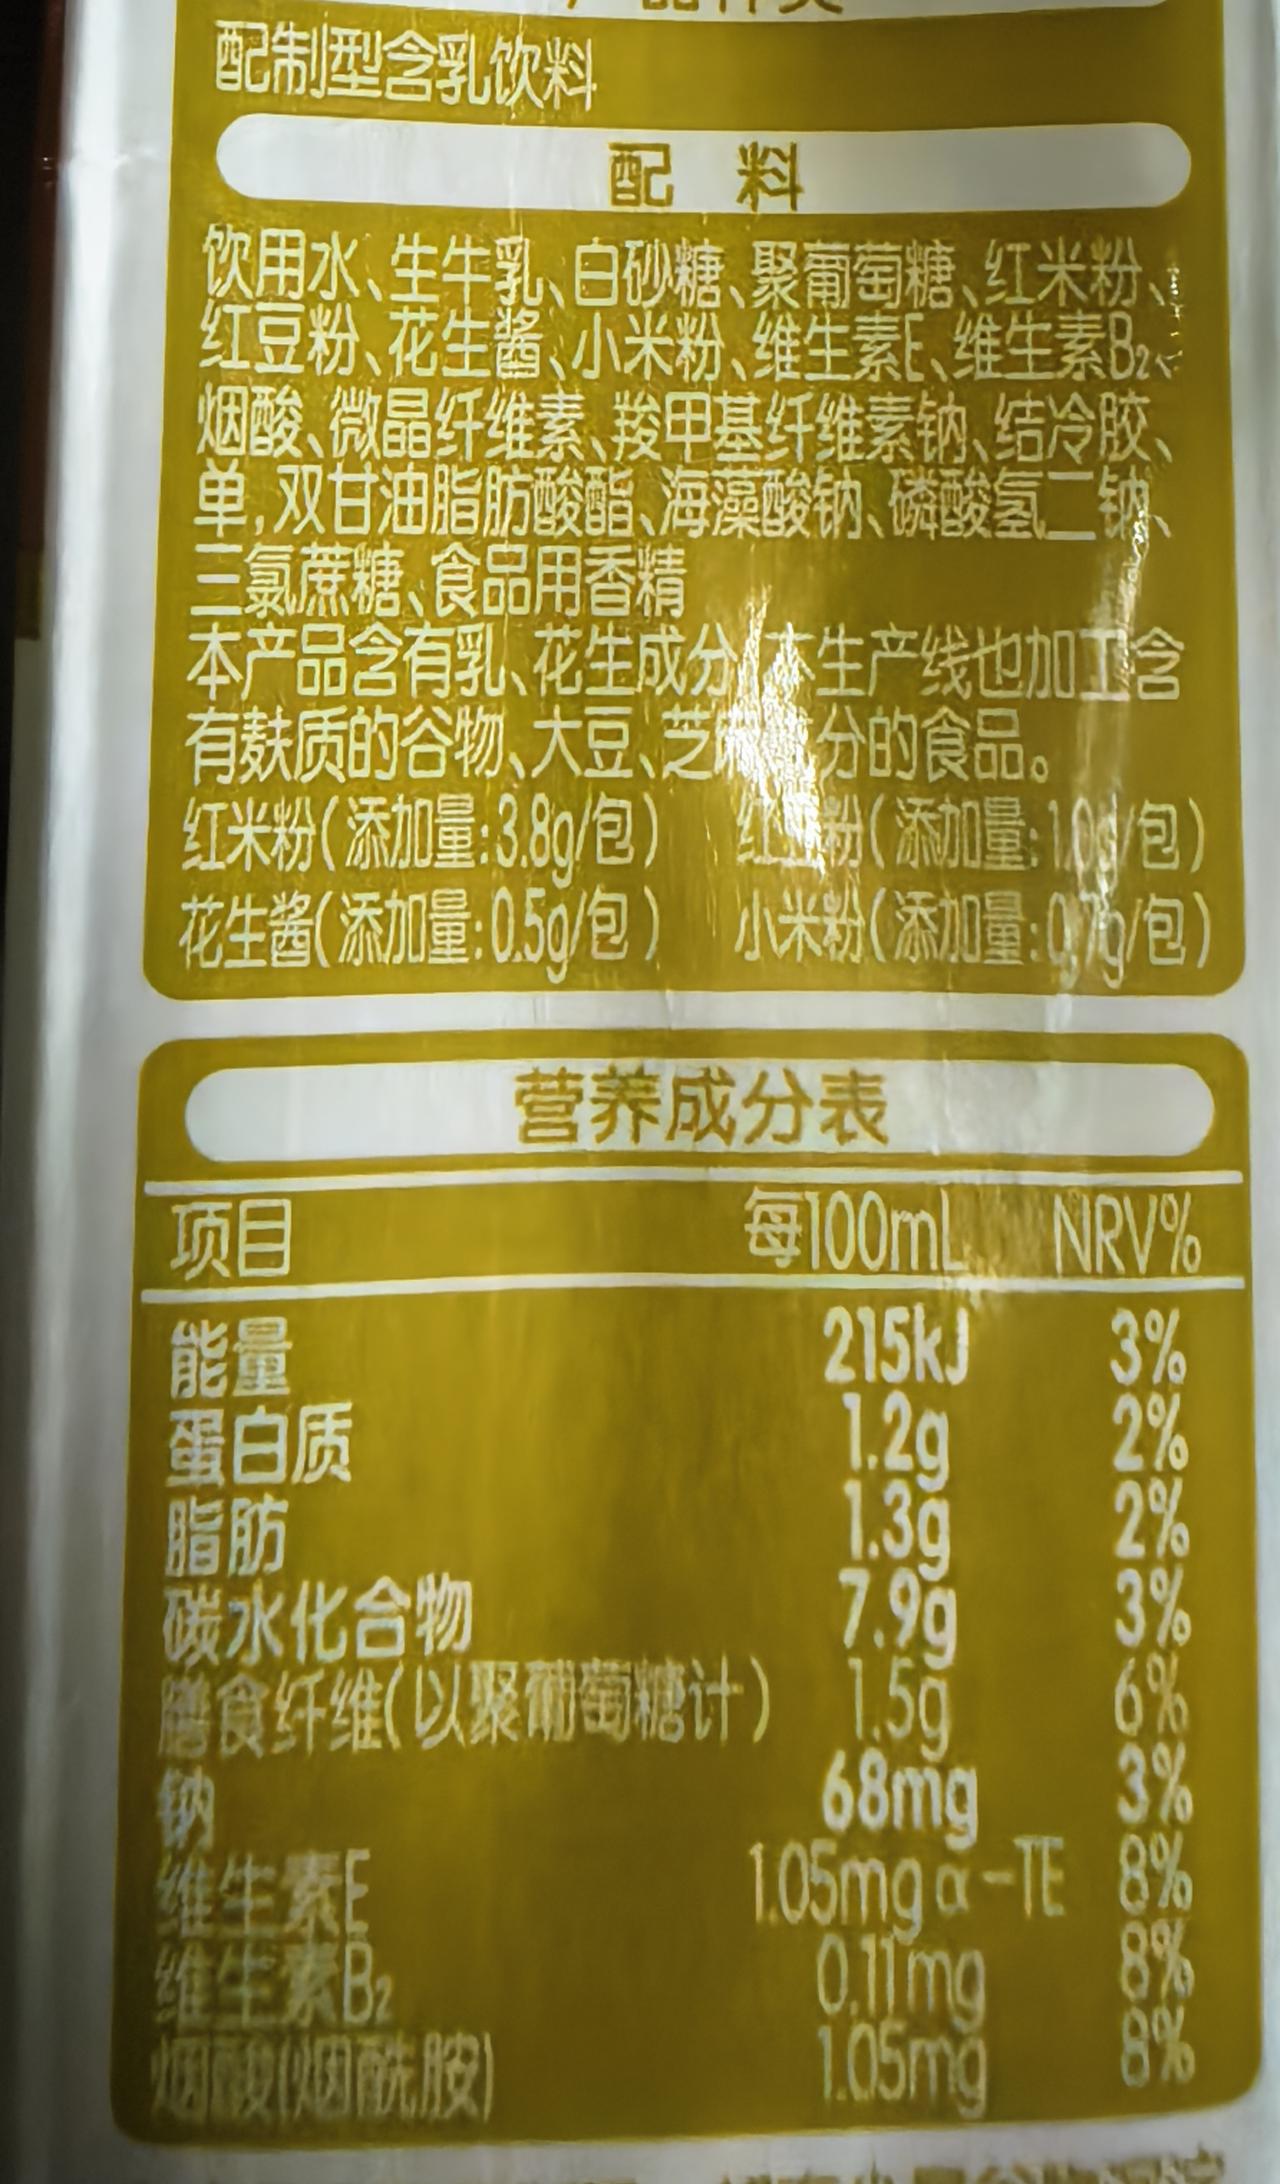 配制型含乳饮料
配 料
饮用水、生牛乳、白砂糖、聚葡萄糖、红米粉、
红豆粉、花生酱、小米粉、维生素E、维生素B₂、
烟酸、微晶纤维素、羧甲基纤维素钠、结冷胶、
单,双甘油脂肪酸酯、海藻酸钠、磷酸氢二钠、
三氯蔗糖、食品用香精
本产品含有乳、花生成分 本生产线也加工含
有麸质的谷物、大豆、芝麻 分的食品。
红米粉(添加量:3.8g/包) 红豆粉(添加量:1.0g/包)
花生酱(添加量:0.5g/包) 小米粉(添加量:0.7g/包)
营养成分表
项目 每100mL NRV%
能量 215kJ 3%
蛋白质 1.2g 2%
脂肪 1.3g 2%
碳水化合物 7.9g 3%
膳食纤维(以聚葡萄糖计) 1.5g 6%
钠 68mg 3%
维生素E 1.05mg α-TE 8%
维生素B₂ 0.11mg 8%
烟酸(烟酰胺) 1.05mg 8%